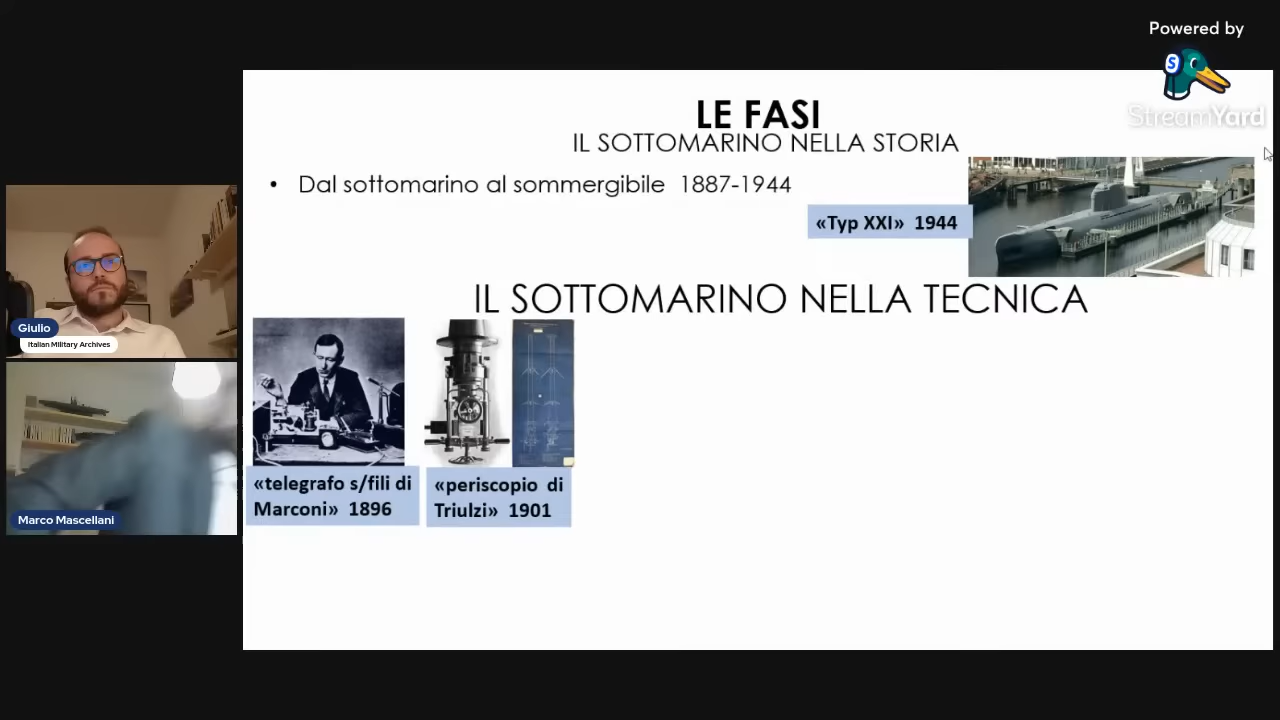 Powered by
StreamYard
LE FASI
IL SOTTOMARINO NELLA STORIA
• Dal sottomarino al sommergibile 1887-1944
«Typ XXI» 1944
IL SOTTOMARINO NELLA TECNICA
«telegrafo s/fili di
Marconi» 1896
«periscopio di
Triulzi» 1901
Giulio
Italian Military Archives
Marco Mascellani